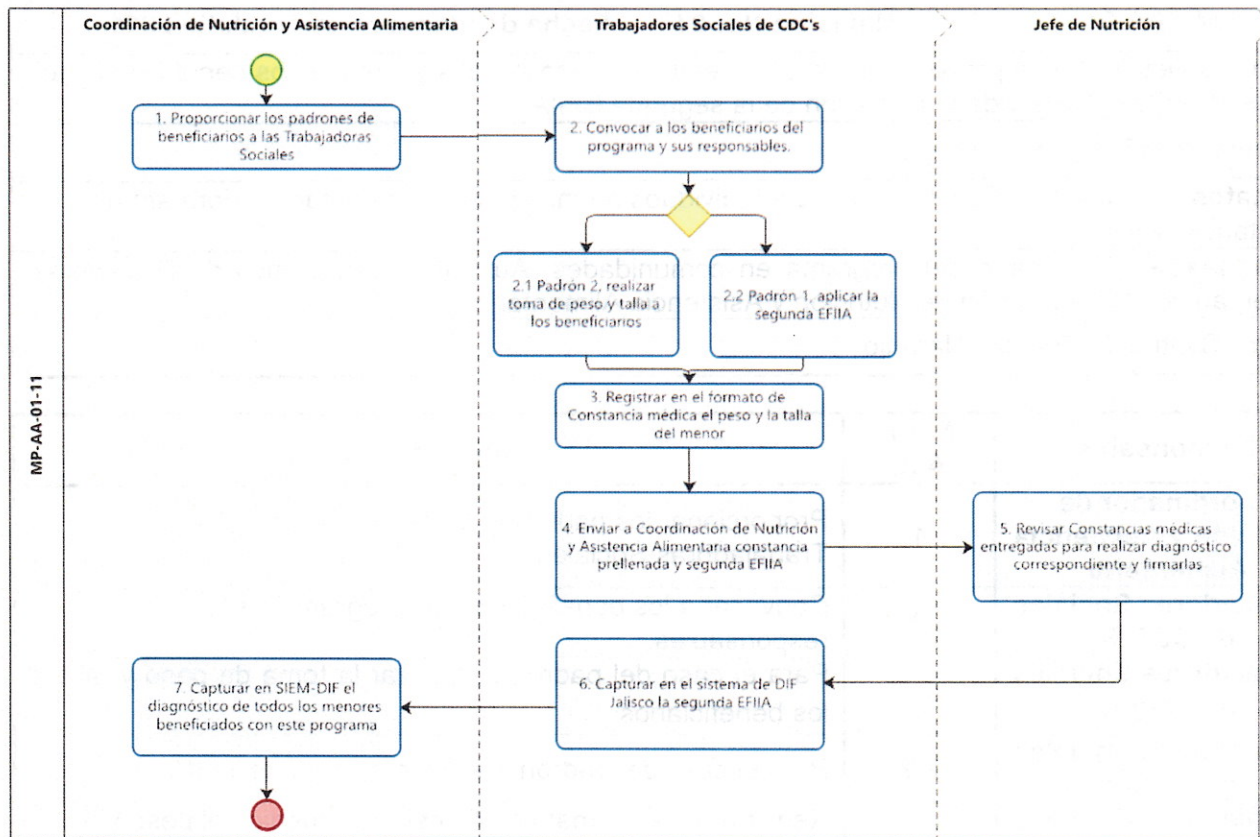 Coordinación de Nutrición y Asistencia Alimentaria
Trabajadores Sociales de CDC's
Jefe de Nutrición
MP-AA-01-11
1. Proporcionar los padrones de
beneficiarios a las Trabajadoras
Sociales
2. Convocar a los beneficiarios del
programa y sus responsables.
2.1 Padrón 2, realizar
toma de peso y talla a
los beneficiarios
2.2 Padrón 1, aplicar la
segunda EFIIA
3. Registrar en el formato de
Constancia medica el peso y la talla
del menor
4. Enviar a Coordinación de Nutrición
y Asistencia Alimentaria constancia
prellenada y segunda EFIIA
5. Revisar Constancias médicas
entregadas para realizar diagnóstico
correspondiente y firmarlas
6. Capturar en el sistema de DIF
Jalisco la segunda EFIIA
7. Capturar en SIEM-DIF el
diagnóstico de todos los menores
beneficiados con este programa